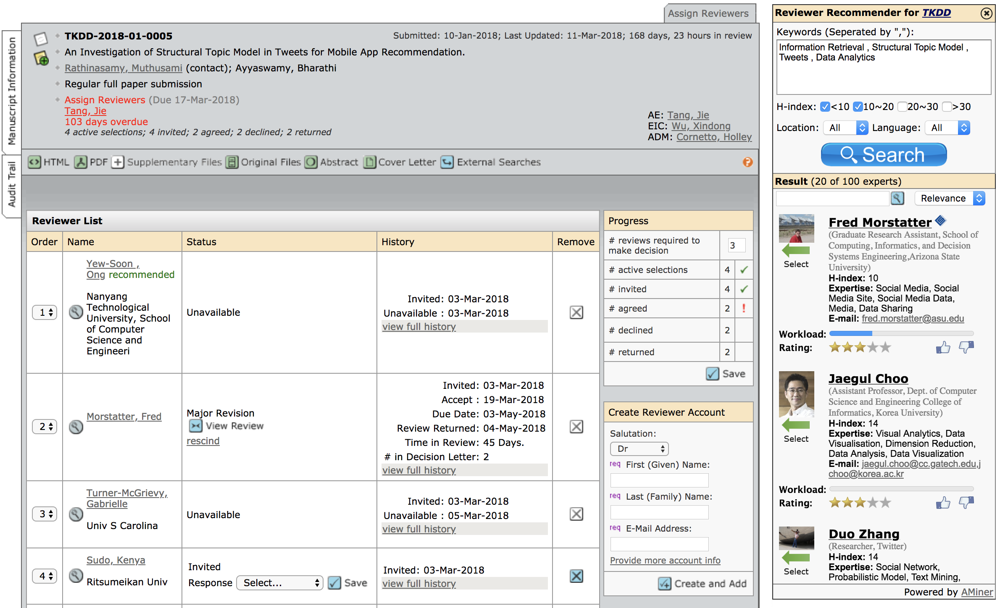 Assign Reviewers
Manuscript Information
Audit Trail
TKDD-2018-01-0005
Submitted: 10-Jan-2018; Last Updated: 11-Mar-2018; 168 days, 23 hours in review
An Investigation of Structural Topic Model in Tweets for Mobile App Recommendation.
Rathinasamy, Muthusami (contact); Ayyaswamy, Bharathi
Regular full paper submission
Assign Reviewers (Due 17-Mar-2018)
Tang, Jie
103 days overdue
4 active selections; 4 invited; 2 agreed; 2 declined; 2 returned
AE: Tang, Jie
EIC: Wu, Xindong
ADM: Cornetto, Holley
HTML PDF Supplementary Files Original Files Abstract Cover Letter External Searches
Reviewer List
Order Name Status History Remove
1
Yew-Soon ,
Ong recommended
Nanyang
Technological
University, School
of Computer
Science and
Engineeri
Unavailable
Invited: 03-Mar-2018
Unavailable : 03-Mar-2018
view full history
2
Morstatter, Fred
Major Revision
View Review
rescind
Invited: 03-Mar-2018
Accept : 19-Mar-2018
Due Date: 03-May-2018
Review Returned: 04-May-2018
Time in Review: 45 Days.
# in Decision Letter: 2
view full history
3
Turner-McGrievy,
Gabrielle
Univ S Carolina
Unavailable
Invited: 03-Mar-2018
Unavailable : 05-Mar-2018
view full history
4
Sudo, Kenya
Ritsumeikan Univ
Invited
Response Select... Save
Invited: 03-Mar-2018
view full history
Progress
# reviews required to
make decision
3
# active selections 4
# invited 4
# agreed 2 !
# declined 2
# returned 2
Save
Create Reviewer Account
Salutation:
Dr
req First (Given) Name:
req Last (Family) Name:
req E-Mail Address:
Provide more account info
Create and Add
Reviewer Recommender for TKDD
Keywords (Seperated by ","):
Information Retrieval , Structural Topic Model ,
Tweets , Data Analytics
H-index: <10 10~20 20~30 >30
Location: All Language: All
Search
Result (20 of 100 experts)
Relevance
Fred Morstatter
(Graduate Research Assistant, School of
Computing, Informatics, and Decision
Systems Engineering,Arizona State
University)
Select
H-index: 10
Expertise: Social Media, Social
Media Site, Social Media Data,
Media, Data Sharing
E-mail: fred.morstatter@asu.edu
Workload:
Rating:
Jaegul Choo
(Assistant Professor, Dept. of Computer
Science and Engineering College of
Informatics, Korea University)
Select
H-index: 14
Expertise: Visual Analytics, Data
Visualisation, Dimension Reduction,
Data Analysis, Data Visualization
E-mail: jaegul.choo@cc.gatech.edu,j
choo@korea.ac.kr
Workload:
Rating:
Duo Zhang
(Researcher, Twitter)
Select
H-index: 14
Expertise: Social Network,
Probabilistic Model, Text Mining,
Powered by AMiner